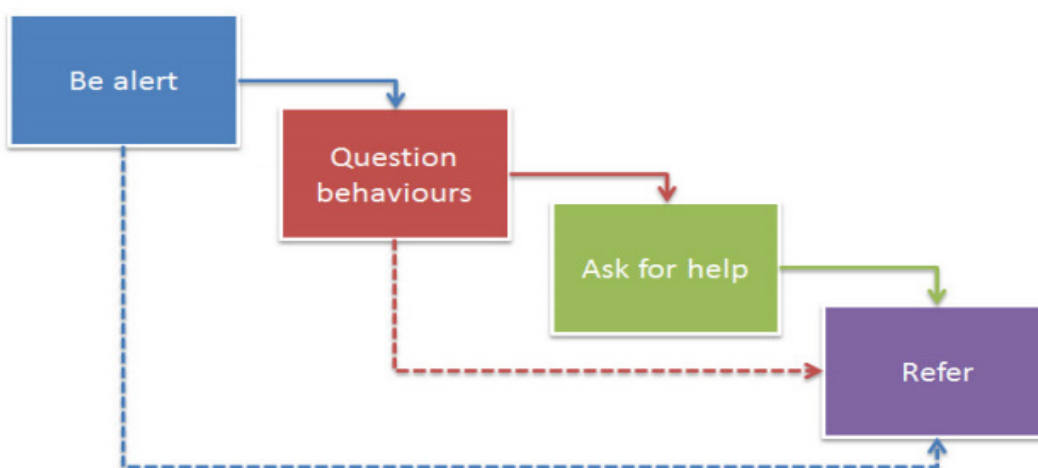 Be alert
Question
behaviours
Ask for help
Refer